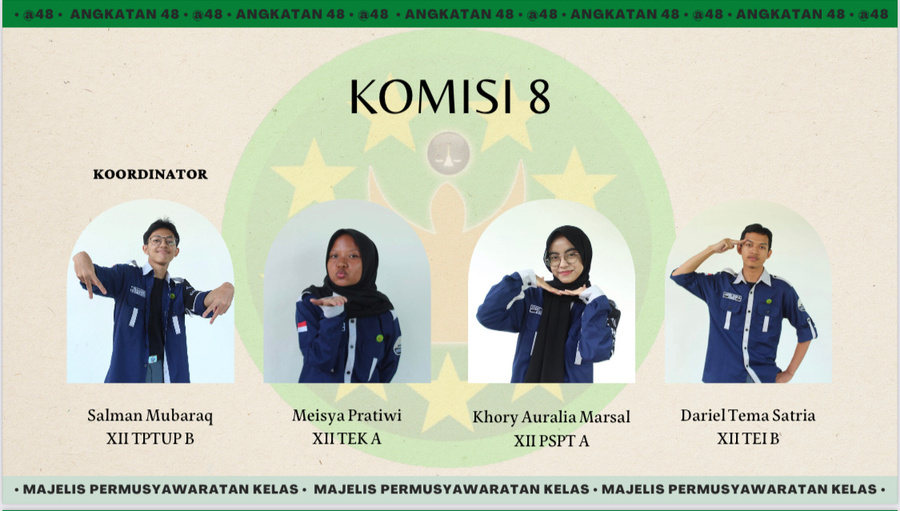 • @48 • ANGKATAN 48 • @48 • ANGKATAN 48 • @48 • ANGKATAN 48 • @48 • ANGKATAN 48 • @48 • ANGKATAN 48 • @48
KOMISI 8
KOORDINATOR
Salman Mubaraq
XII TPTUP B
Meisya Pratiwi
XII TEK A
Khory Auralia Marsal
XII PSPT A
Dariel Tema Satria
XII TEI B
• MAJELIS PERMUSYAWARATAN KELAS • MAJELIS PERMUSYAWARATAN KELAS • MAJELIS PERMUSYAWARATAN KELAS •